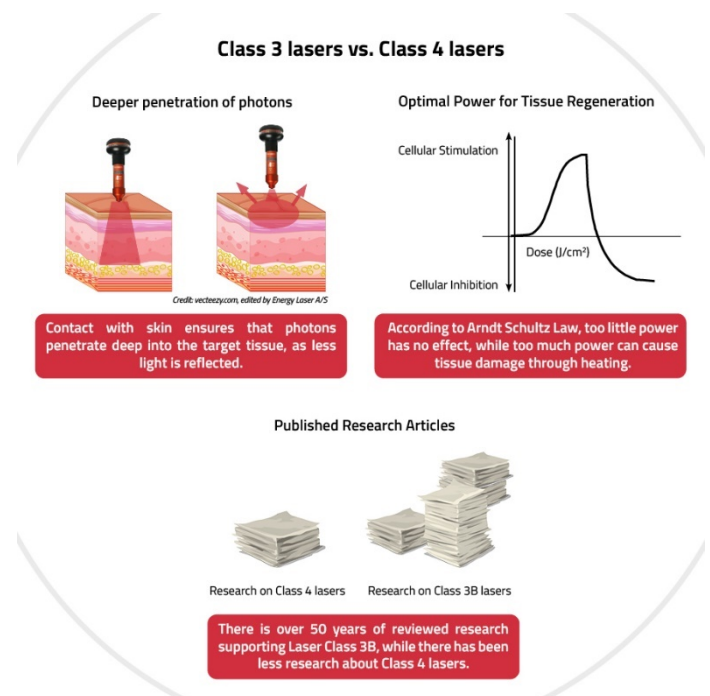 Class 3 lasers vs. Class 4 lasers
Deeper penetration of photons
Credit: vecteezy.com, edited by Energy Laser A/S
Contact with skin ensures that photons
penetrate deep into the target tissue, as less
light is reflected.
Optimal Power for Tissue Regeneration
Cellular Stimulation
Dose (J/cm²)
Cellular Inhibition
According to Arndt Schultz Law, too little power
has no effect, while too much power can cause
tissue damage through heating.
Published Research Articles
Research on Class 4 lasers
Research on Class 3B lasers
There is over 50 years of reviewed research
supporting Laser Class 3B, while there has been
less research about Class 4 lasers.